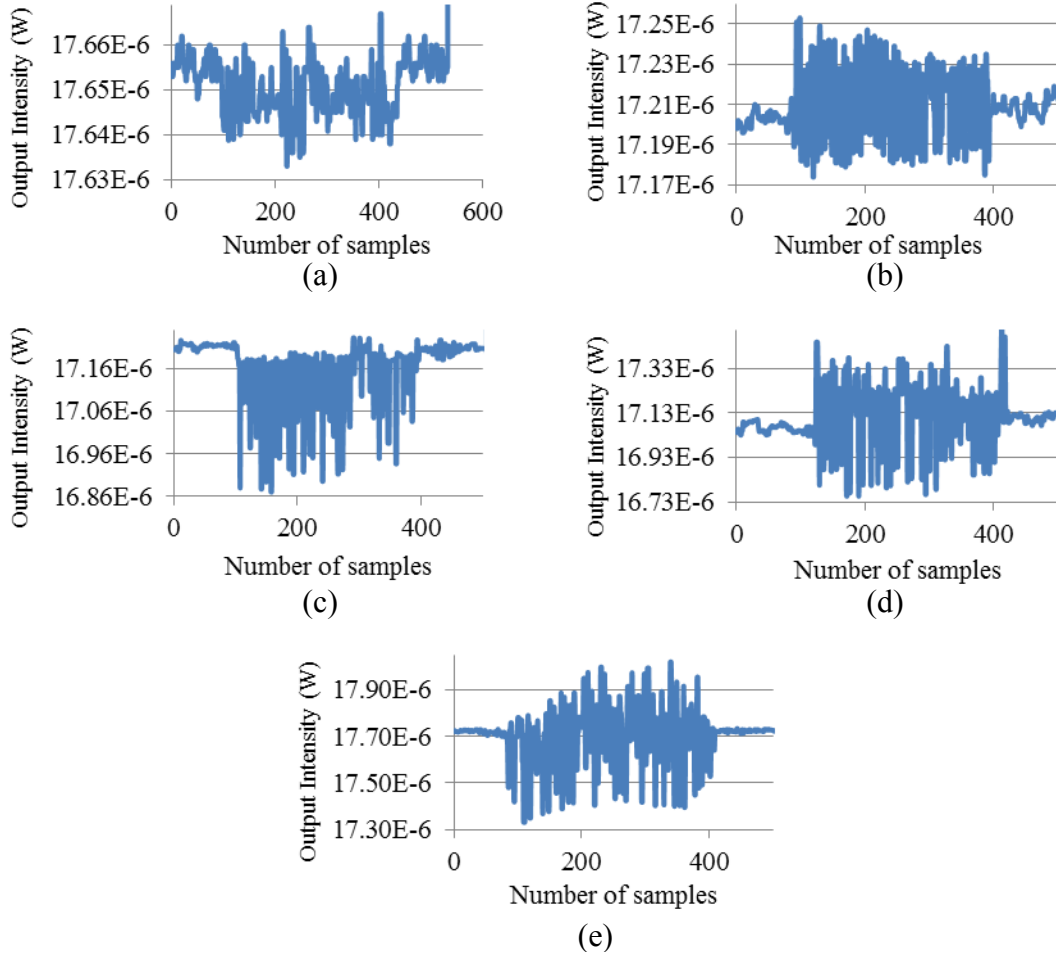 Output Intensity (W)
17.66E-6
17.65E-6
17.64E-6
17.63E-6
0 200 400 600
Number of samples
(a)
Output Intensity (W)
17.25E-6
17.23E-6
17.21E-6
17.19E-6
17.17E-6
0 200 400
Number of samples
(b)
Output Intensity (W)
17.16E-6
17.06E-6
16.96E-6
16.86E-6
0 200 400
Number of samples
(c)
Output Intensity (W)
17.33E-6
17.13E-6
16.93E-6
16.73E-6
0 200 400
Number of samples
(d)
Output Intensity (W)
17.90E-6
17.70E-6
17.50E-6
17.30E-6
0 200 400
Number of samples
(e)